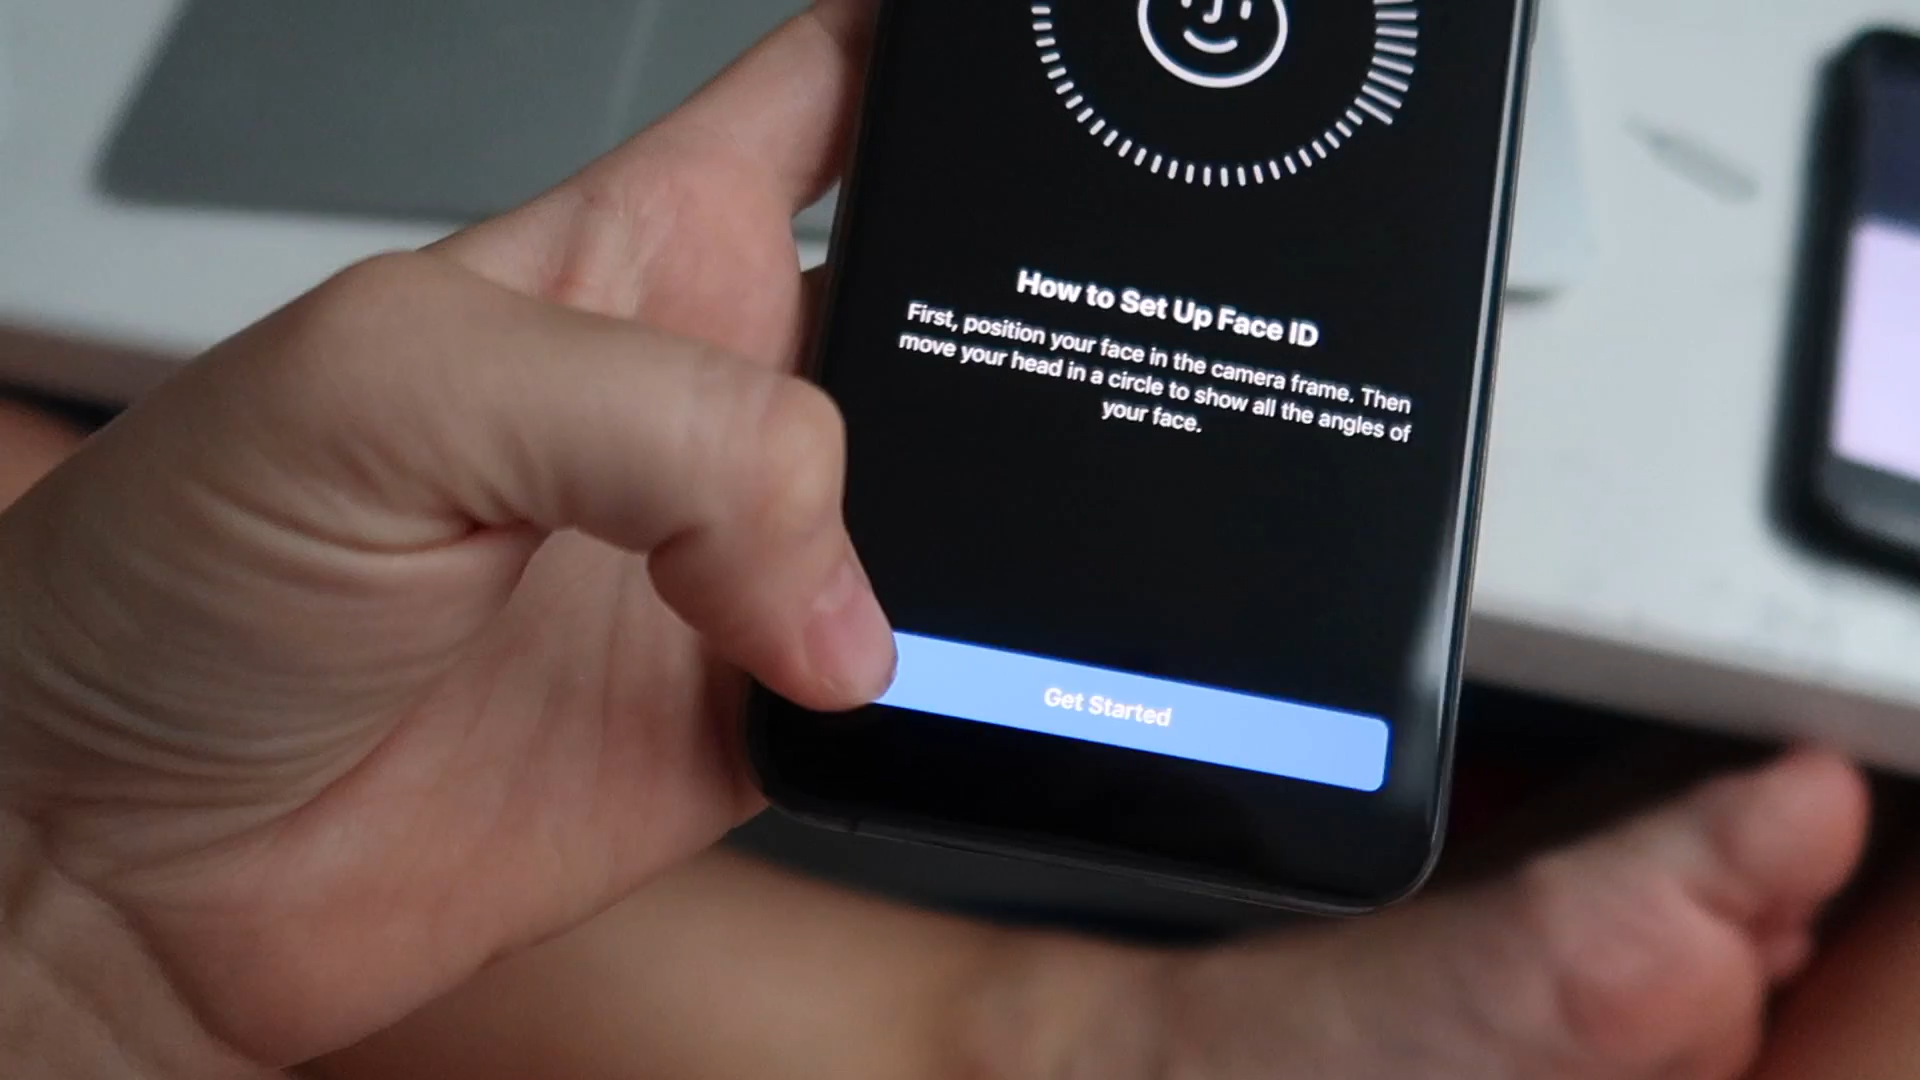 How to Set Up Face ID
First, position your face in the camera frame. Then
move your head in a circle to show all the angles of
your face.
Get Started